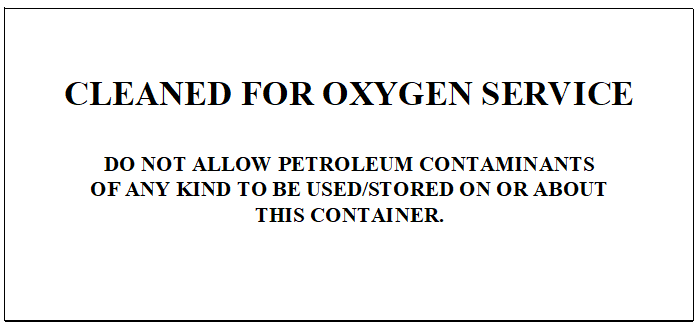 CLEANED FOR OXYGEN SERVICE
DO NOT ALLOW PETROLEUM CONTAMINANTS
OF ANY KIND TO BE USED/STORED ON OR ABOUT
THIS CONTAINER.